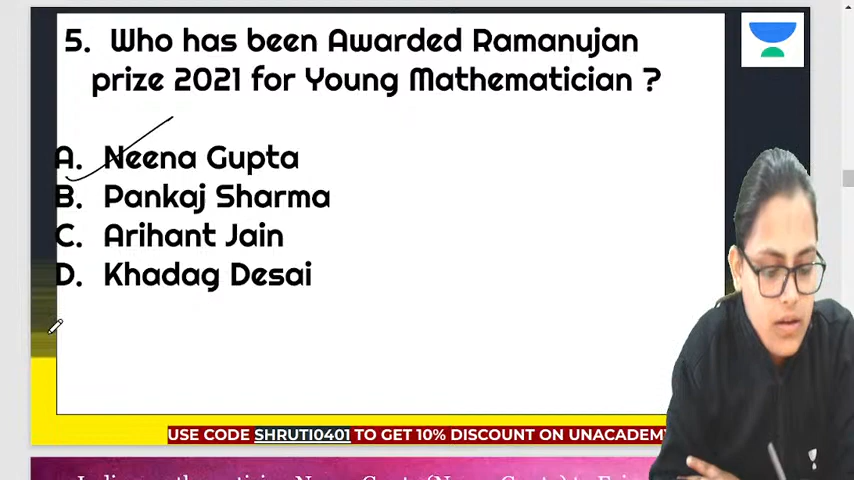 5. Who has been Awarded Ramanujan
prize 2021 for Young Mathematician ?
A. Neena Gupta
B. Pankaj Sharma
C. Arihant Jain
D. Khadag Desai
USE CODE SHRUTI0401 TO GET 10% DISCOUNT ON UNACADEMY